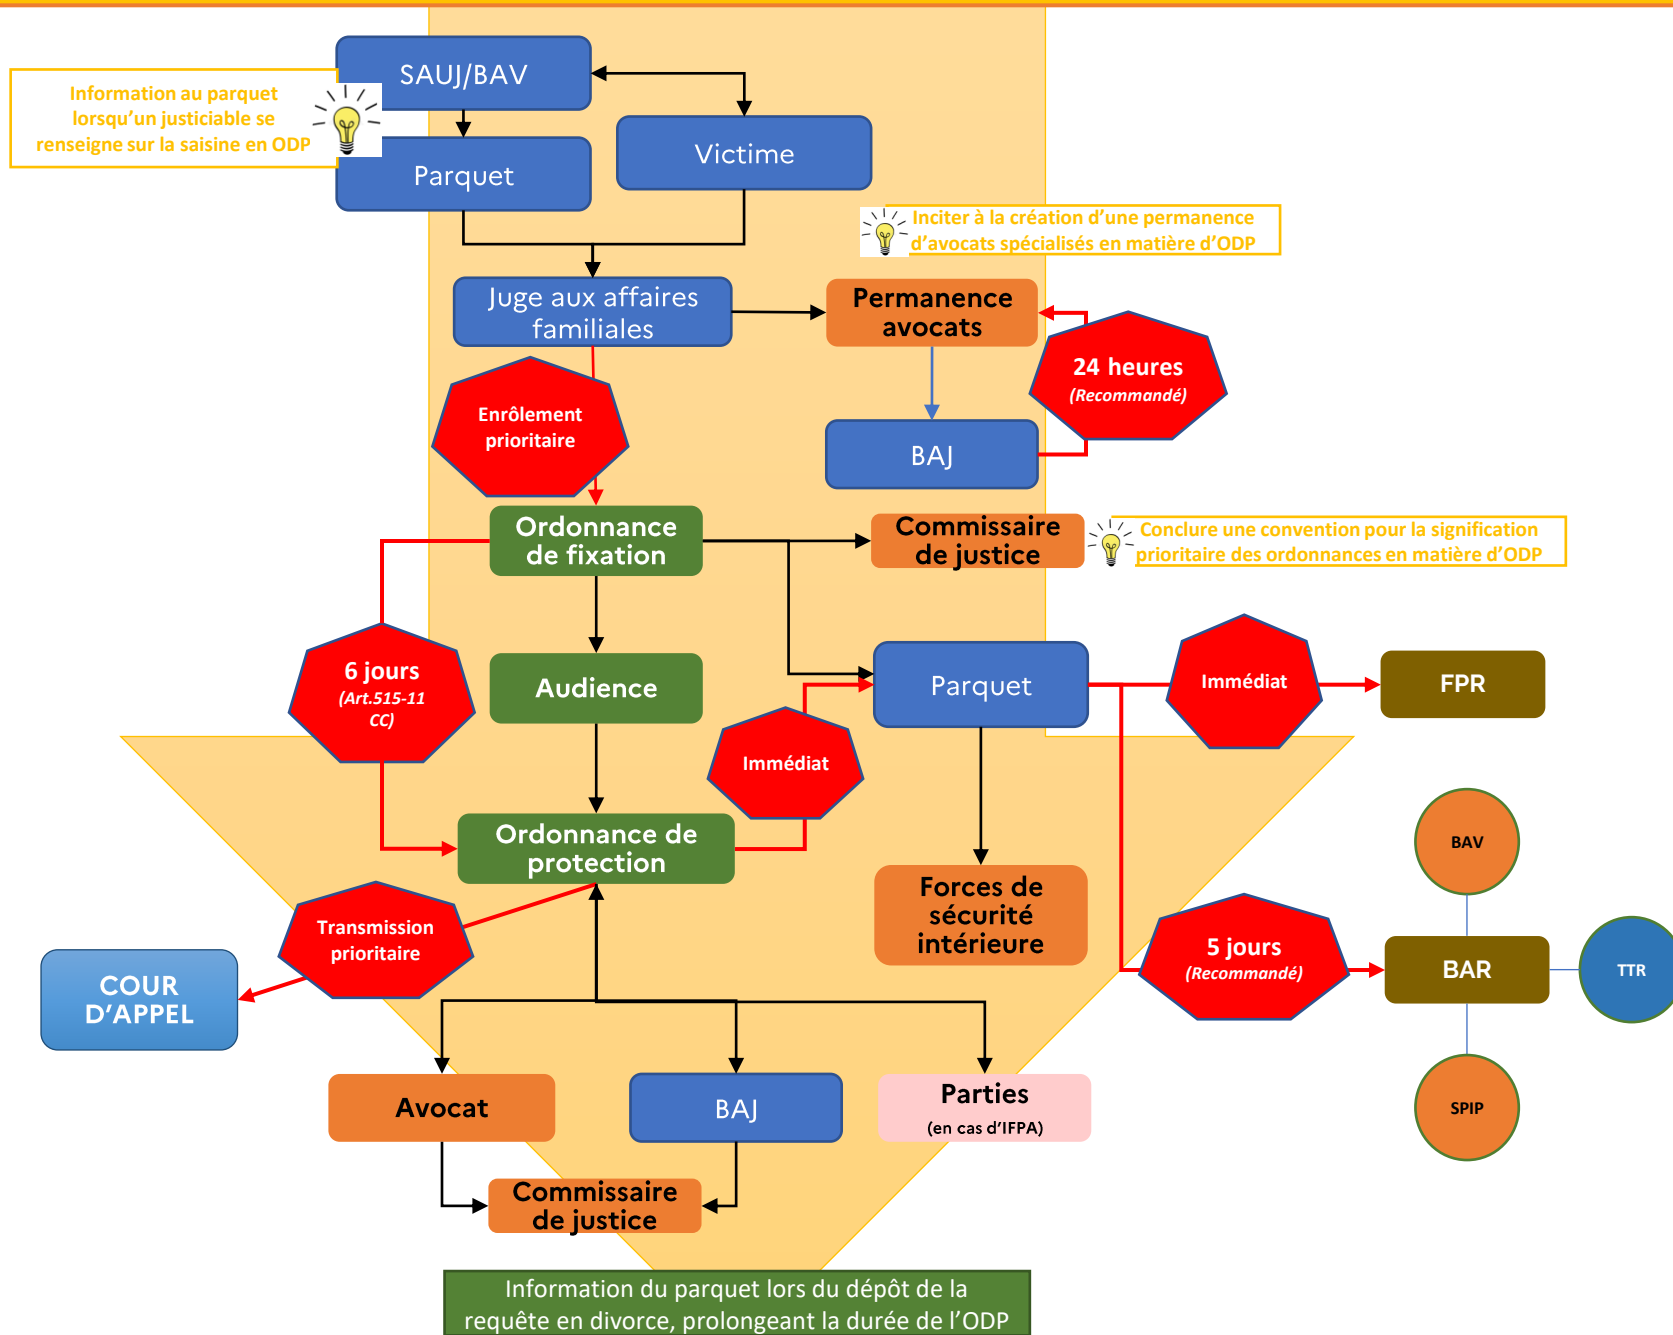 SAUJ/BAV
Information au parquet
lorsqu'un justiciable se
renseigne sur la saisine en ODP
Parquet
Victime
Inciter à la création d'une permanence
d'avocats spécialisés en matière d'ODP
Juge aux affaires
familiales
Permanence
avocats
24 heures
(Recommandé)
Enrôlement
prioritaire
BAJ
Ordonnance
de fixation
Commissaire
de justice
Conclure une convention pour la signification
prioritaire des ordonnances en matière d'ODP
6 jours
(Art.515-11
CC)
Audience
Parquet
Immédiat
FPR
Immédiat
Ordonnance de
protection
BAV
Forces de
sécurité
intérieure
Transmission
prioritaire
5 jours
(Recommandé)
BAR
TTR
COUR
D'APPEL
Avocat
BAJ
Parties
(en cas d'IFPA)
SPIP
Commissaire
de justice
Information du parquet lors du dépôt de la
requête en divorce, prolongeant la durée de l'ODP